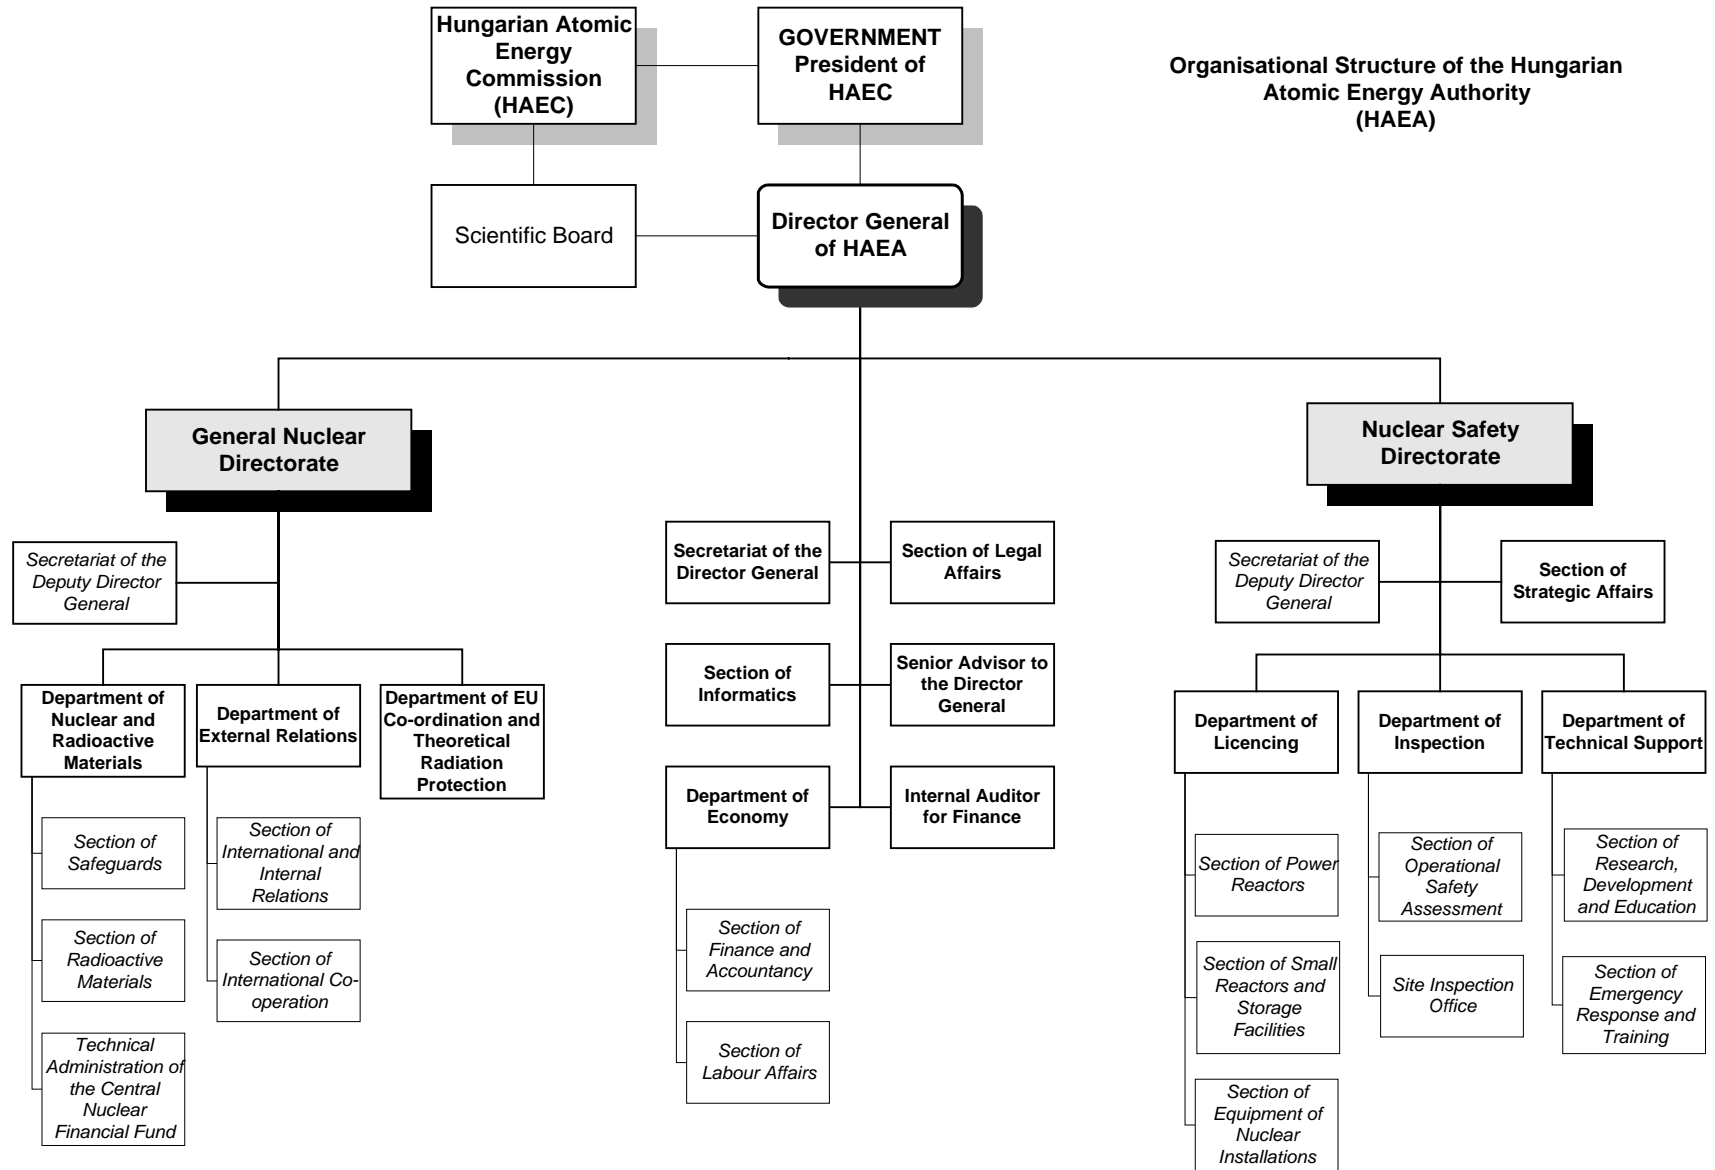 Hungarian Atomic
Energy
Commission
(HAEC)
GOVERNMENT
President of
HAEC
Organisational Structure of the Hungarian
Atomic Energy Authority
(HAEA)
Scientific Board
Director General
of HAEA
General Nuclear
Directorate
Nuclear Safety
Directorate
Secretariat of the
Deputy Director
General
Secretariat of the
Director General
Section of Legal
Affairs
Secretariat of the
Deputy Director
General
Section of
Strategic Affairs
Department of
Nuclear and
Radioactive
Materials
Department of
External Relations
Department of EU
Co-ordination and
Theoretical
Radiation
Protection
Section of
Informatics
Senior Advisor to
the Director
General
Department of
Licencing
Department of
Inspection
Department of
Technical Support
Department of
Economy
Internal Auditor
for Finance
Section of
Safeguards
Section of
International and
Internal
Relations
Section of Power
Reactors
Section of
Operational
Safety
Assessment
Section of
Research,
Development
and Education
Section of
Radioactive
Materials
Section of
International Co-
operation
Section of
Finance and
Accountancy
Section of Small
Reactors and
Storage
Facilities
Site Inspection
Office
Section of
Emergency
Response and
Training
Technical
Administration of
the Central
Nuclear
Financial Fund
Section of
Labour Affairs
Section of
Equipment of
Nuclear
Installations